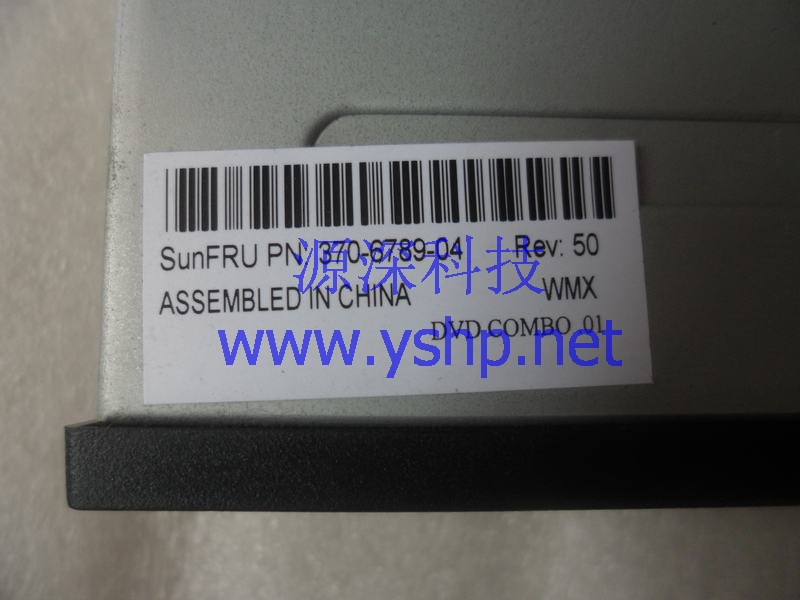 SunFRU PN: 370-6789-04 Rev: 50
源深科技
ASSEMBLED IN CHINA WMX
DVD COMBO 01
www.yshp.net